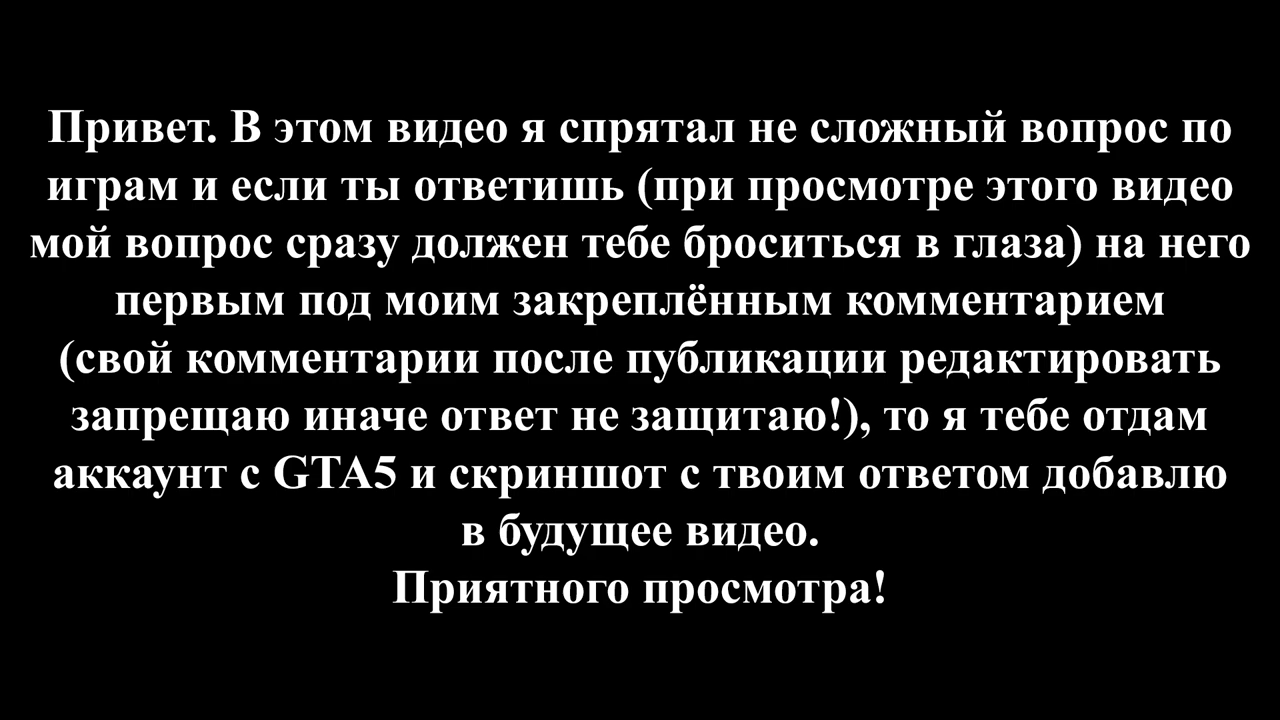 Привет. В этом видео я спрятал не сложный вопрос по
играм и если ты ответишь (при просмотре этого видео
мой вопрос сразу должен тебе броситься в глаза) на него
первым под моим закреплённым комментарием
(свой комментарии после публикации редактировать
запрещаю иначе ответ не защитаю!), то я тебе отдам
аккаунт с GTA5 и скриншот с твоим ответом добавлю
в будущее видео.
Приятного просмотра!